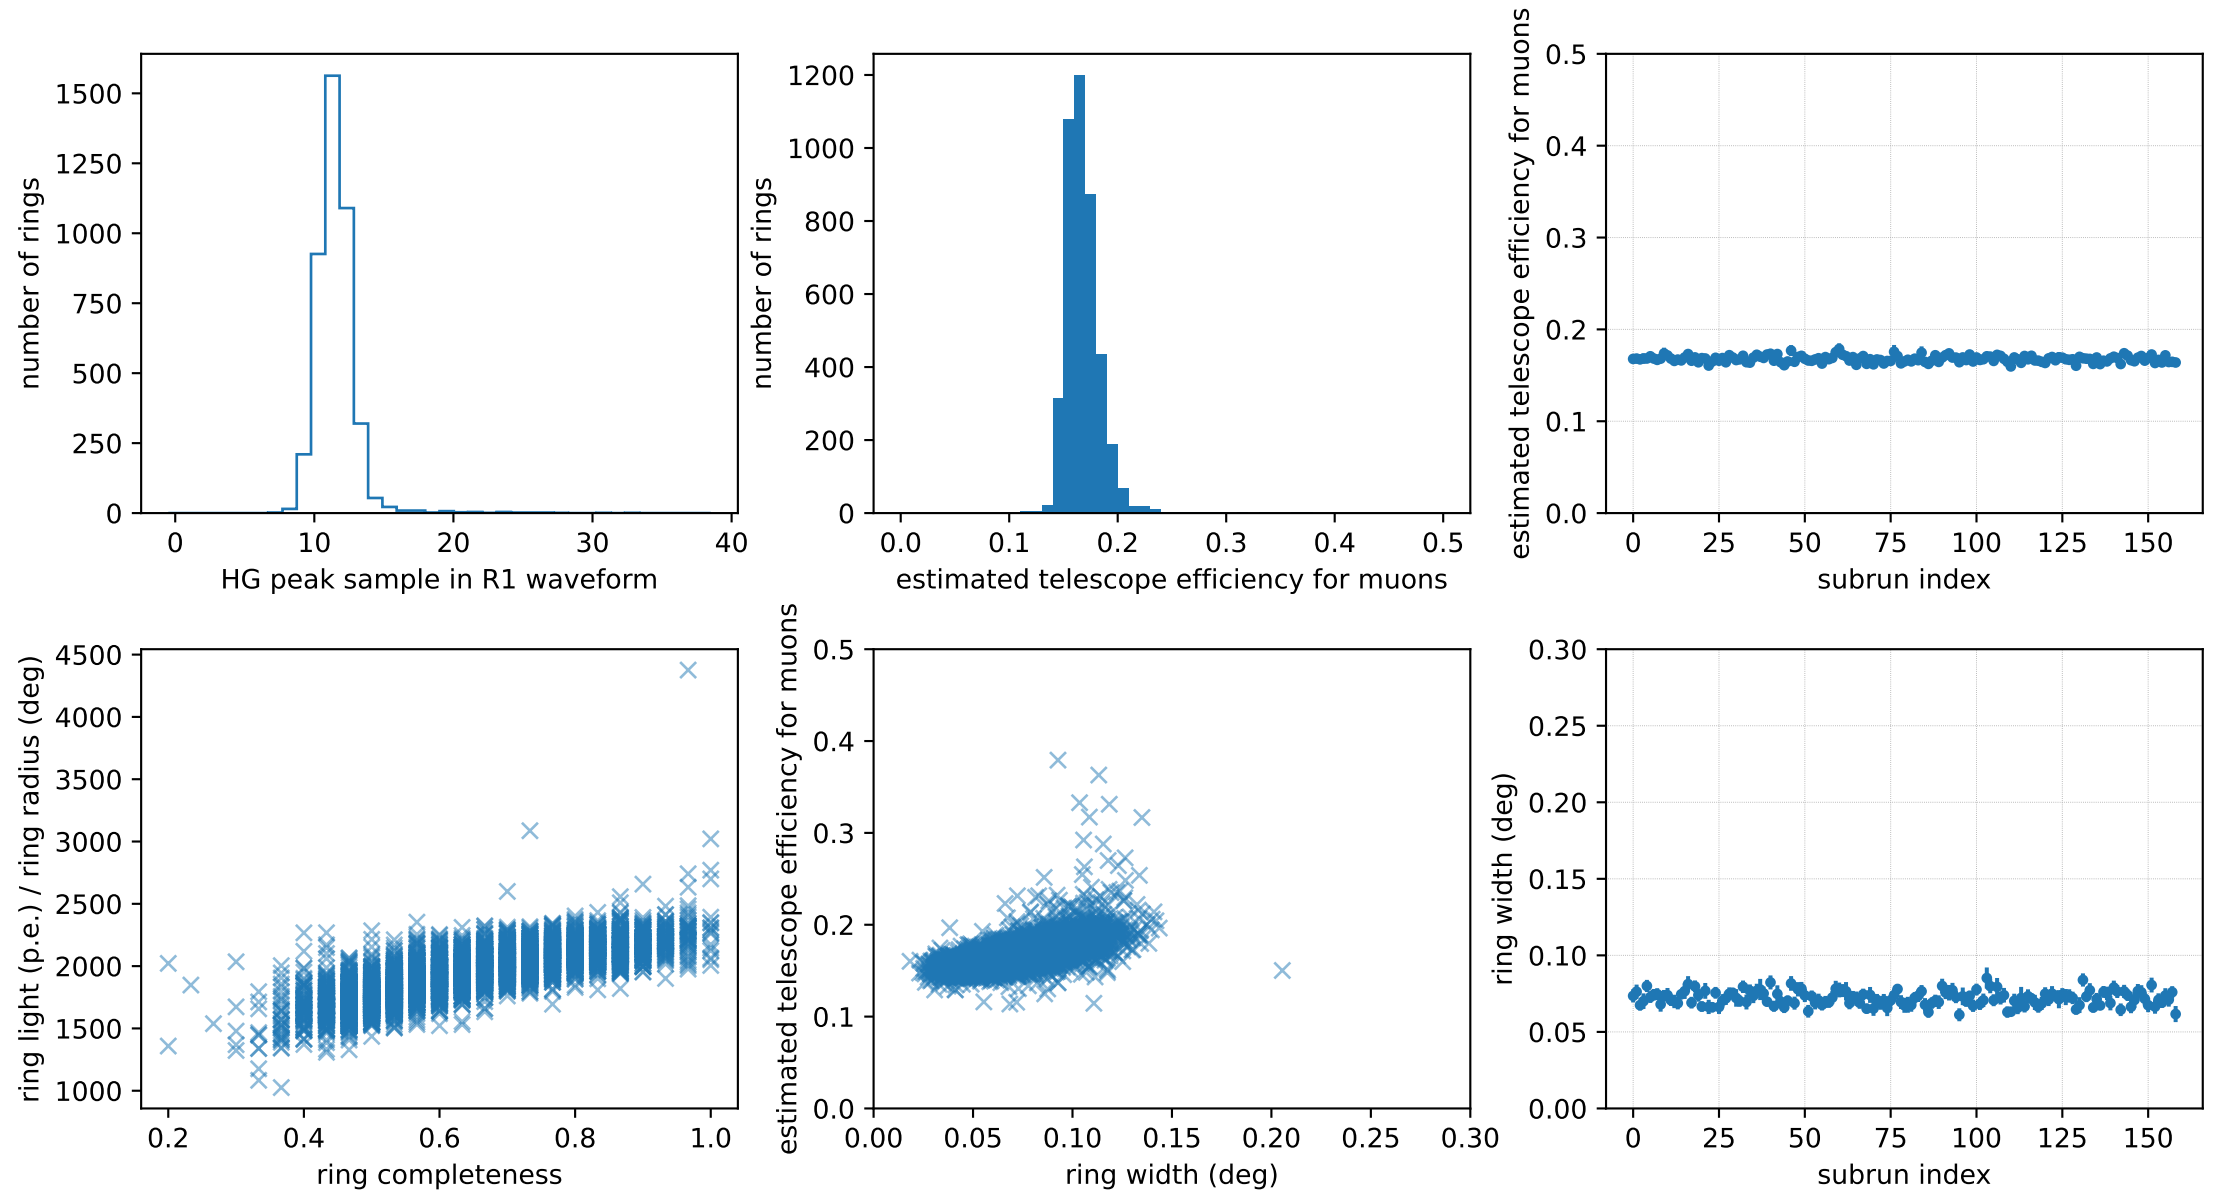 number of rings
1500
1250
1000
750
500
250
0
0 10 20 30 40
HG peak sample in R1 waveform
number of rings
1200
1000
800
600
400
200
0
0.0 0.1 0.2 0.3 0.4 0.5
estimated telescope efficiency for muons
estimated telescope efficiency for muons
0.5
0.4
0.3
0.2
0.1
0.0
0 25 50 75 100 125 150
subrun index
ring light (p.e.) / ring radius (deg)
4500
4000
3500
3000
2500
2000
1500
1000
0.2 0.4 0.6 0.8 1.0
ring completeness
estimated telescope efficiency for muons
0.5
0.4
0.3
0.2
0.1
0.0
0.00 0.05 0.10 0.15 0.20 0.25 0.30
ring width (deg)
ring width (deg)
0.30
0.25
0.20
0.15
0.10
0.05
0.00
0 25 50 75 100 125 150
subrun index